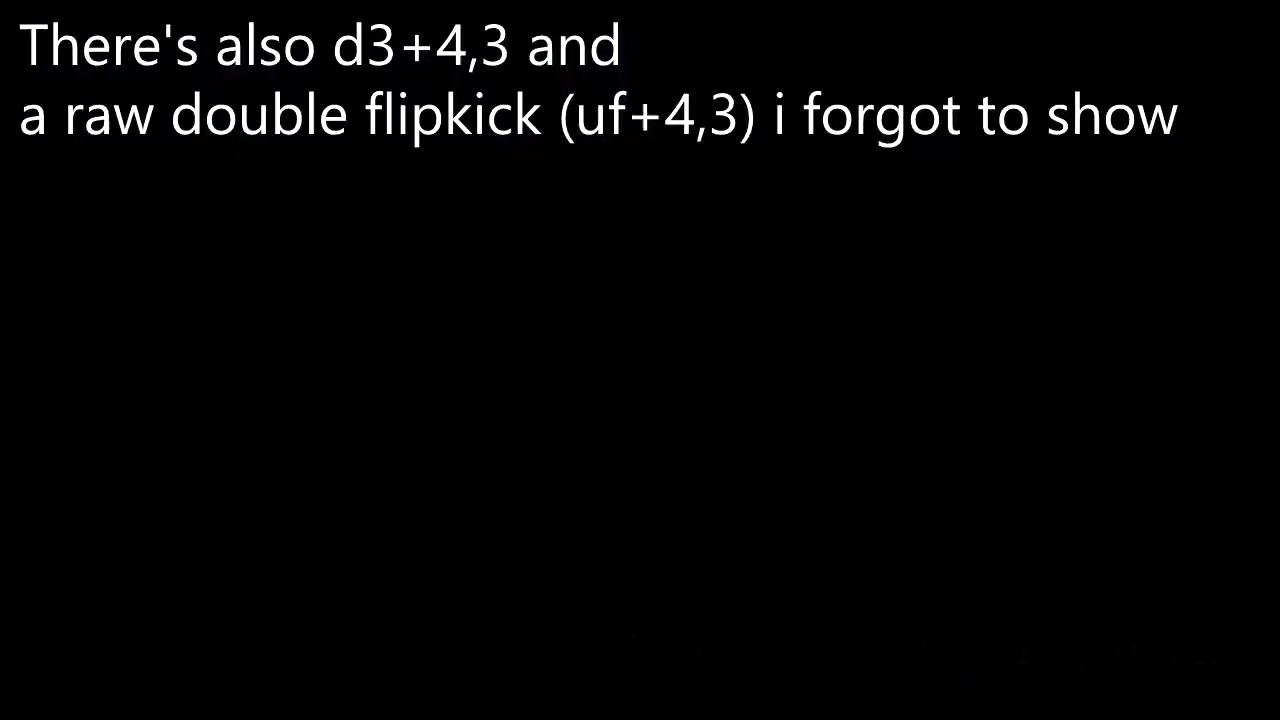 There's also d3+4,3 and
a raw double flipkick (uf+4,3) i forgot to show